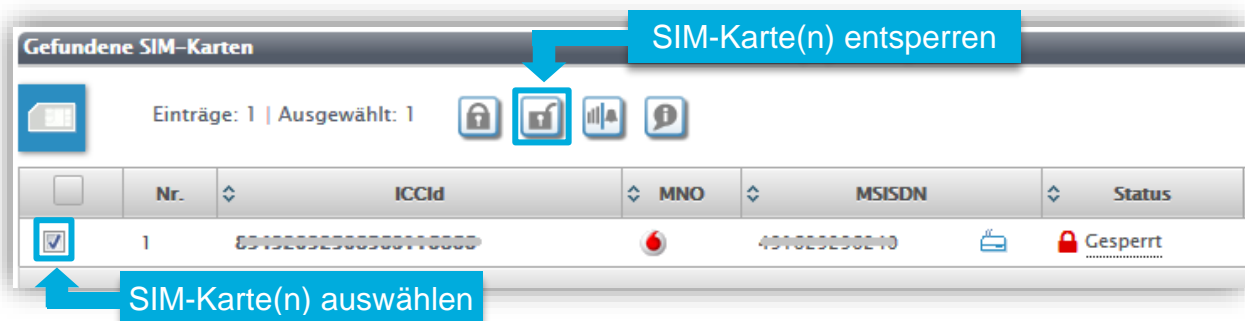 Gefundene SIM-Karten
SIM-Karte(n) entsperren
Einträge: 1 | Ausgewählt: 1
Nr. ICCId MNO MSISDN Status
1 Gesperrt
SIM-Karte(n) auswählen